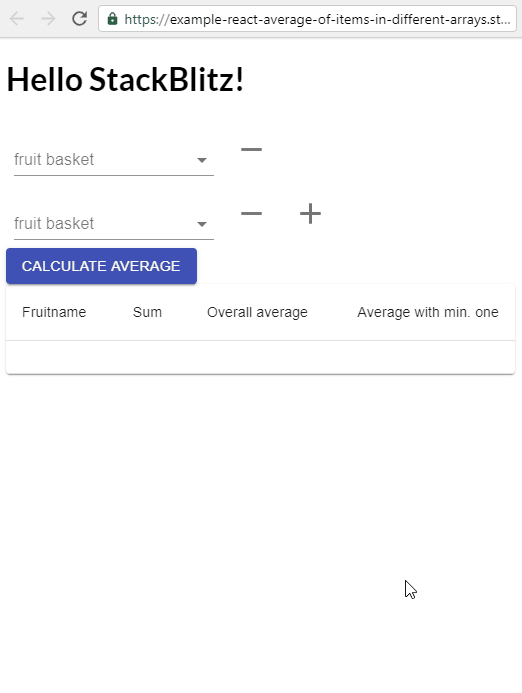 https://example-react-average-of-items-in-different-arrays.st...
Hello StackBlitz!
fruit basket
fruit basket
CALCULATE AVERAGE
Fruitname Sum Overall average Average with min. one